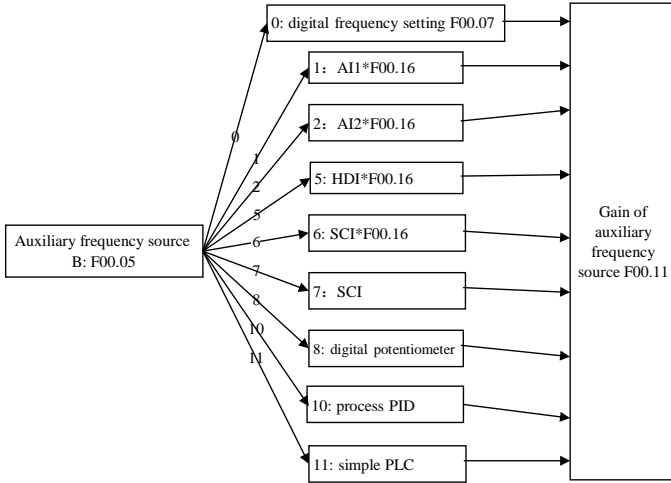 0: digital frequency setting F00.07
1：AI1*F00.16
2：AI2*F00.16
5: HDI*F00.16
6: SCI*F00.16
7：SCI
8: digital potentiometer
10: process PID
11: simple PLC
Auxiliary frequency source
B: F00.05
0
1
2
5
6
7
8
10
11
Gain of
auxiliary
frequency
source F00.11